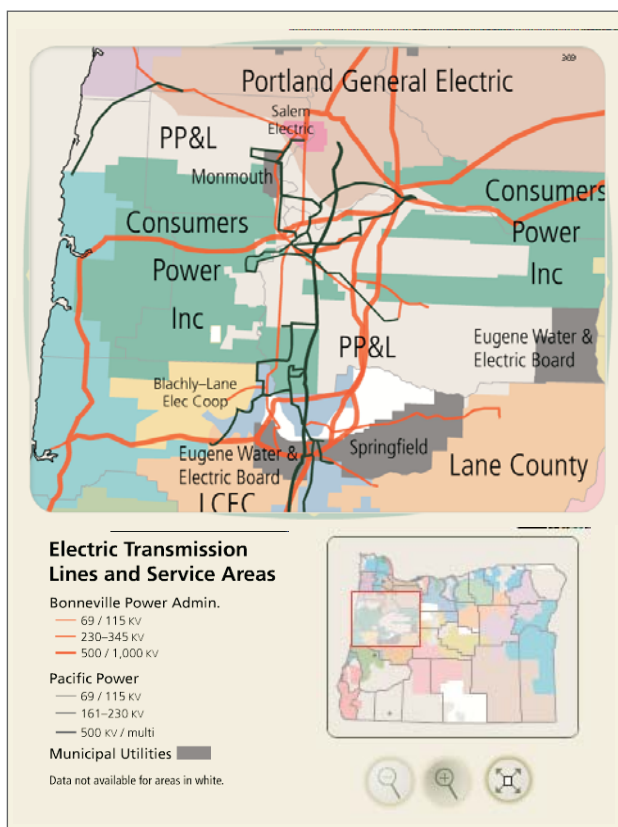 Portland General Electric
Salem
Electric
PP&L
Monmouth
Consumers
Consumers
Power
Power
Inc
Inc
PP&L
Eugene Water &
Electric Board
Blachly–Lane
Elec Coop
Springfield
Eugene Water &
Electric Board
Lane County
LCEC
Electric Transmission
Lines and Service Areas
Bonneville Power Admin.
69 / 115 KV
230–345 KV
500 / 1,000 KV
Pacific Power
69 / 115 KV
161–230 KV
500 KV / multi
Municipal Utilities
Data not available for areas in white.